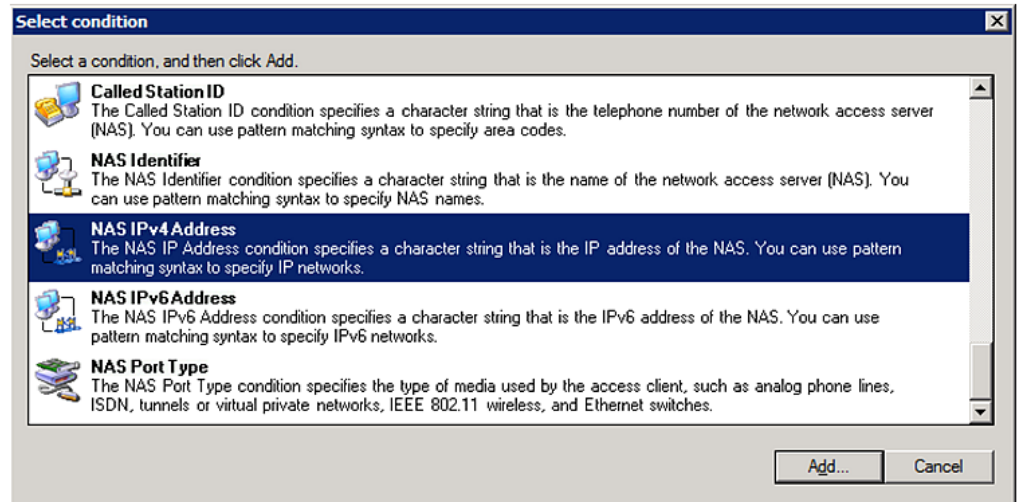 Select condition
Select a condition, and then click Add.
Called Station ID
The Called Station ID condition specifies a character string that is the telephone number of the network access server
(NAS). You can use pattern matching syntax to specify area codes.
NAS Identifier
The NAS Identifier condition specifies a character string that is the name of the network access server (NAS). You
can use pattern matching syntax to specify NAS names.
NAS IPv4 Address
The NAS IP Address condition specifies a character string that is the IP address of the NAS. You can use pattern
matching syntax to specify IP networks.
NAS IPv6 Address
The NAS IPv6 Address condition specifies a character string that is the IPv6 address of the NAS. You can use
pattern matching syntax to specify IPv6 networks.
NAS Port Type
The NAS Port Type condition specifies the type of media used by the access client, such as analog phone lines,
ISDN, tunnels or virtual private networks, IEEE 802.11 wireless, and Ethernet switches.
Add... Cancel